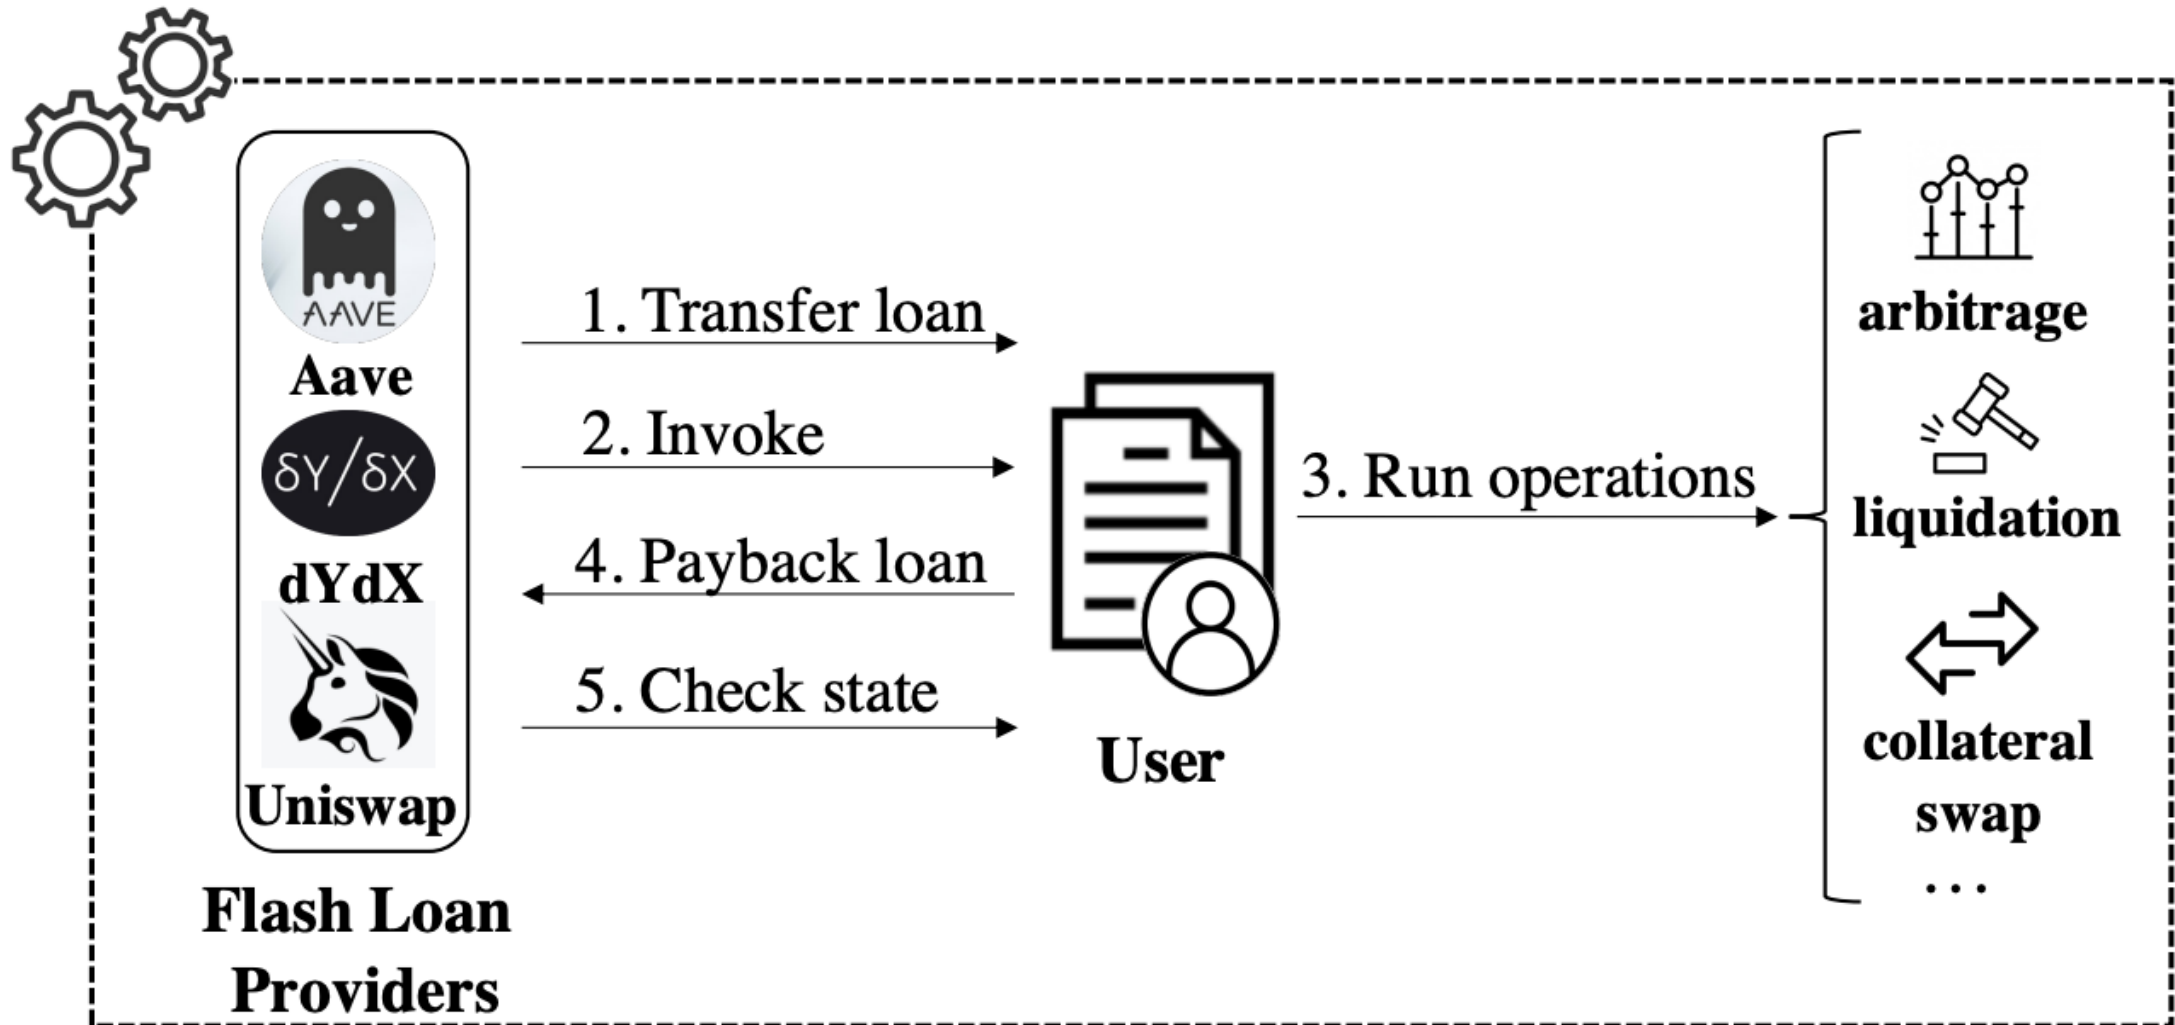 AAVE
Aave
δY/δX
dYdX
Uniswap
Flash Loan
Providers
1. Transfer loan
2. Invoke
4. Payback loan
5. Check state
User
3. Run operations
arbitrage
liquidation
collateral
swap
...